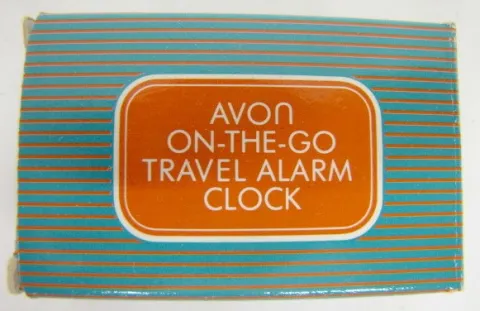 AVON
ON-THE-GO
TRAVEL ALARM
CLOCK